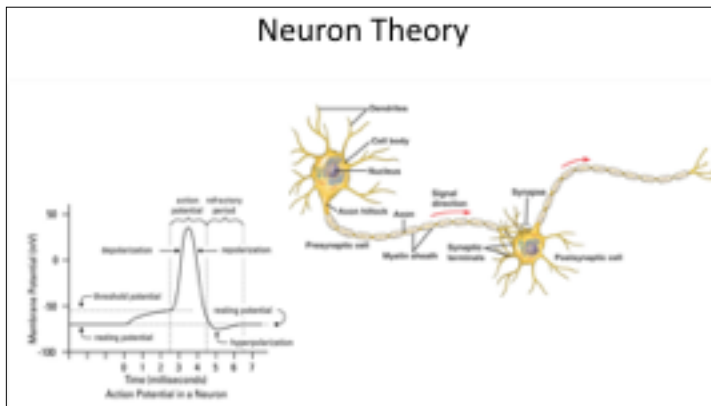 Neuron Theory
Dendrites
Cell body
Nucleus
Axon hillock
Axon
Signal
direction
Synapse
Presynaptic cell
Myelin sheath
Synaptic
terminals
Postsynaptic cell
action
potential
refractory
period
50
depolarization
repolarization
0
Membrane Potential (mV)
threshold potential
resting potential
-50
resting potential
hyperpolarization
-100
0 1 2 3 4 5 6 7
Time (milliseconds)
Action Potential in a Neuron